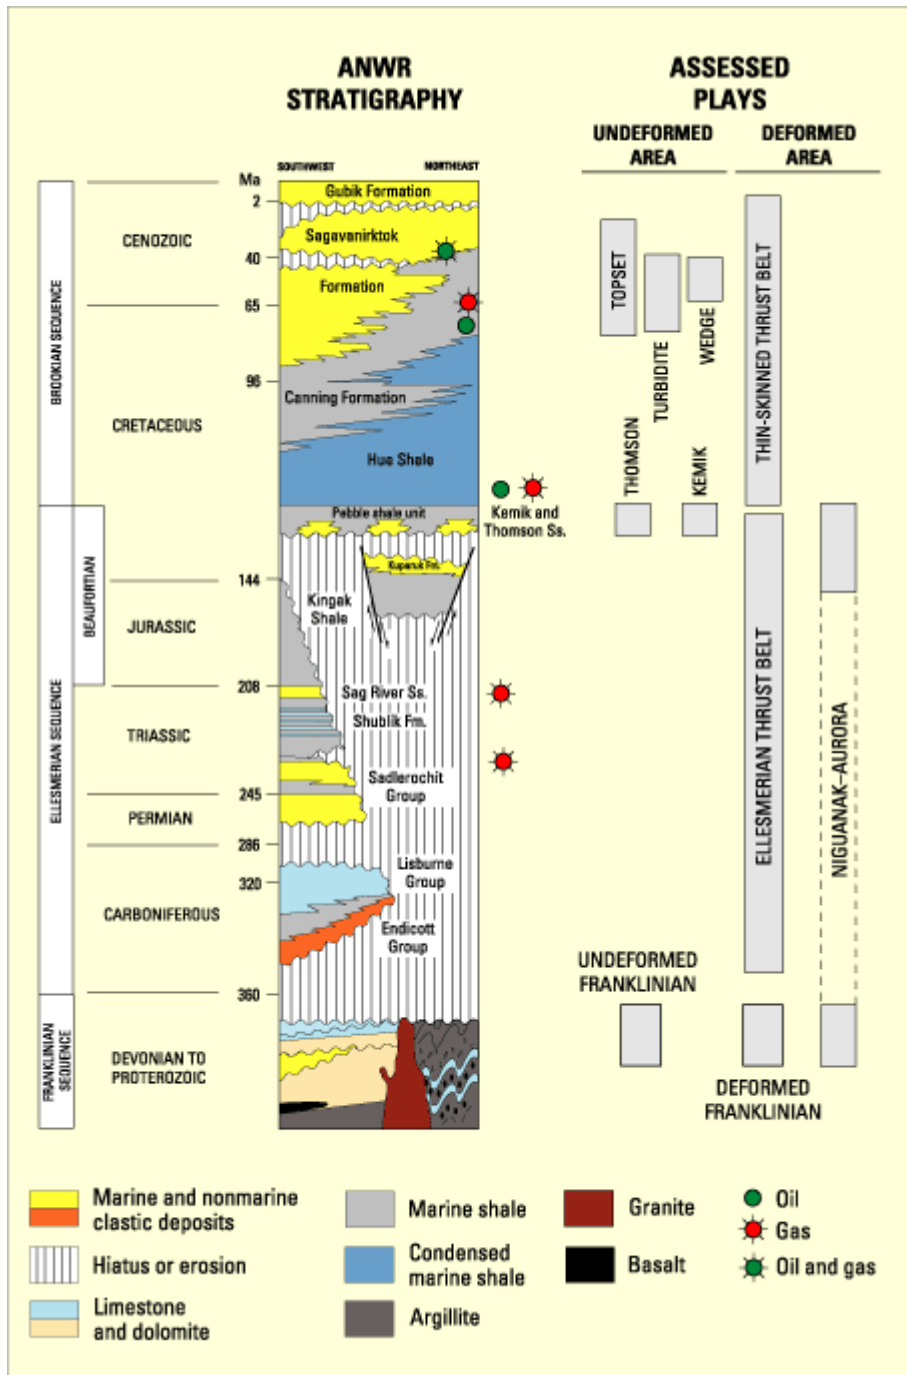 ANWR
STRATIGRAPHY
ASSESSED
PLAYS
UNDEFORMED
AREA
DEFORMED
AREA
SOUTHWEST
NORTHEAST
Ma
2
40
65
96
144
208
245
286
320
360
BROOKIAN SEQUENCE
BEAUFORTIAN
ELLESMERIAN SEQUENCE
FRANKLINIAN
SEQUENCE
CENOZOIC
CRETACEOUS
JURASSIC
TRIASSIC
PERMIAN
CARBONIFEROUS
DEVONIAN TO
PROTEROZOIC
Gubik Formation
Sagavanirktok
Formation
Canning Formation
Hue Shale
Pebble shale unit
Kemik and
Thomson Ss.
Kuparuk Fm.
Kingak
Shale
Sag River Ss.
Shublik Fm.
Sadlerochit
Group
Lisburne
Group
Endicott
Group
TOPSET
TURBIDITE
WEDGE
THOMSON
KEMIK
THIN-SKINNED THRUST BELT
ELLESMERIAN THRUST BELT
NIGUANAK–AURORA
UNDEFORMED
FRANKLINIAN
DEFORMED
FRANKLINIAN
Marine and nonmarine
clastic deposits
Hiatus or erosion
Limestone
and dolomite
Marine shale
Condensed
marine shale
Argillite
Granite
Basalt
Oil
Gas
Oil and gas